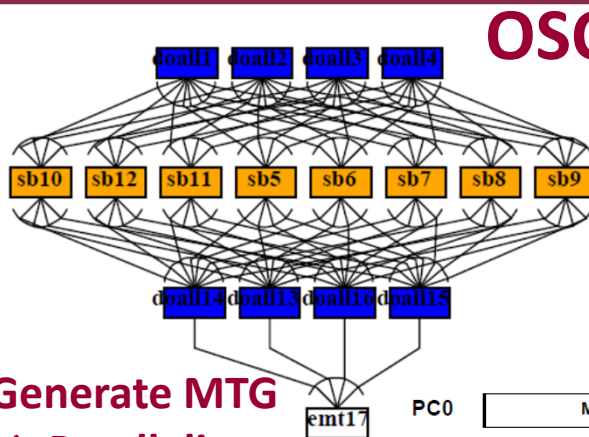 OSC
doall1 doall2 doall3 doall4
sb10 sb12 sb11 sb5 sb6 sb7 sb8 sb9
doall14 doall13 doall16 doall15
Generate MTG
emt17
PC0
M